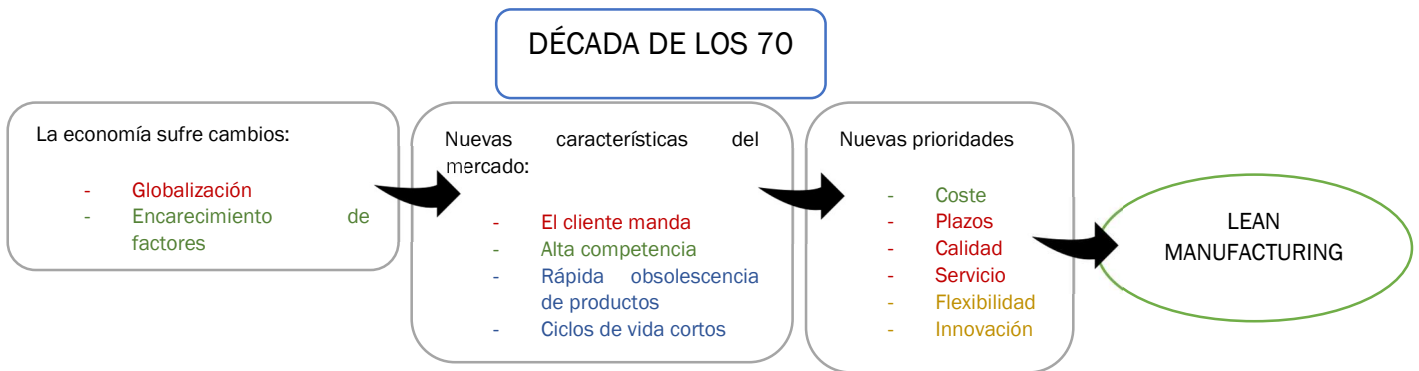 DÉCADA DE LOS 70
La economía sufre cambios:
- Globalización
- Encarecimiento de
factores
Nuevas características del
mercado:
- El cliente manda
- Alta competencia
- Rápida obsolescencia
de productos
- Ciclos de vida cortos
Nuevas prioridades
- Coste
- Plazos
- Calidad
- Servicio
- Flexibilidad
- Innovación
LEAN
MANUFACTURING